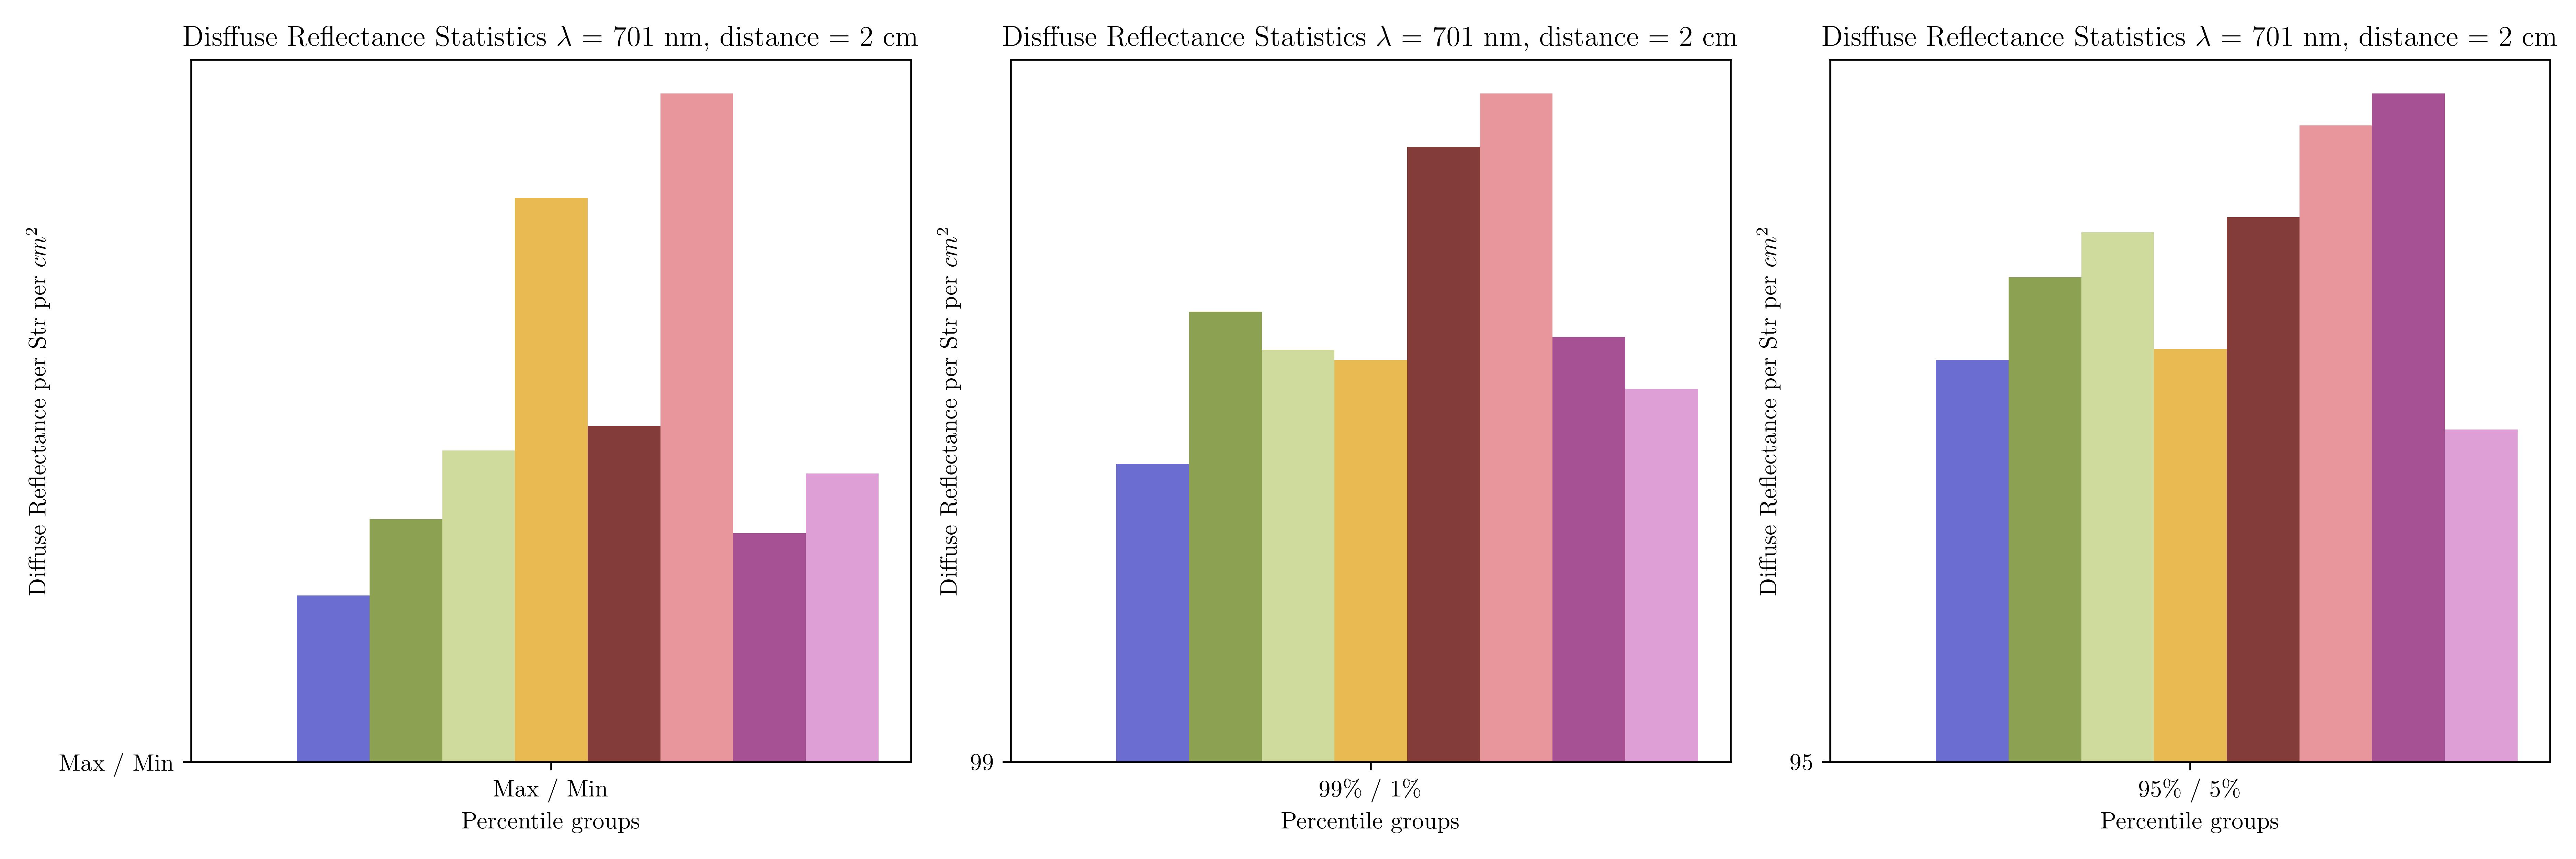 Disffuse Reflectance Statistics λ = 701 nm, distance = 2 cm
Diffuse Reflectance per Str per cm²
Max / Min
Max / Min
Percentile groups
Disffuse Reflectance Statistics λ = 701 nm, distance = 2 cm
Diffuse Reflectance per Str per cm²
99
99% / 1%
Percentile groups
Disffuse Reflectance Statistics λ = 701 nm, distance = 2 cm
Diffuse Reflectance per Str per cm²
95
95% / 5%
Percentile groups